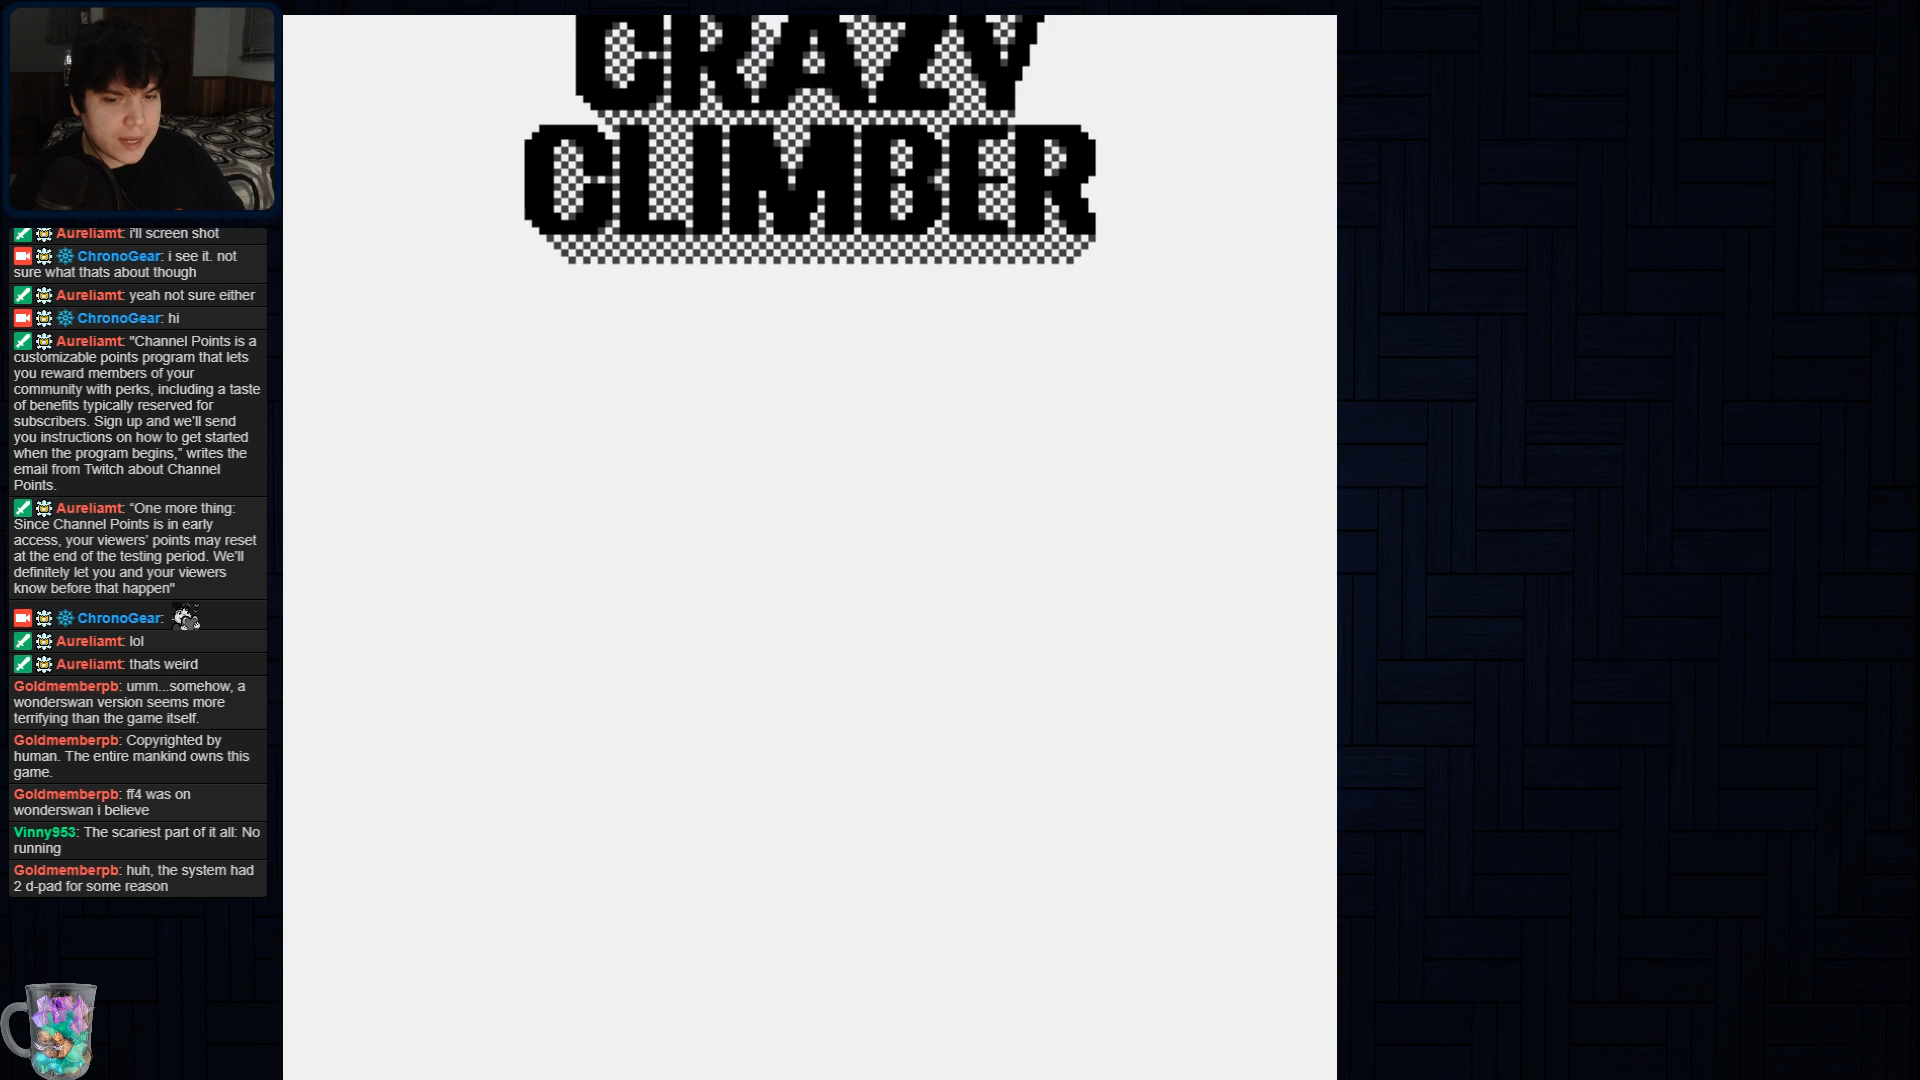 CRAZY
CLIMBER
Aureliamt: i'll screen shot
ChronoGear: i see it. not
sure what thats about though
Aureliamt: yeah not sure either
ChronoGear: hi
Aureliamt: "Channel Points is a
customizable points program that lets
you reward members of your
community with perks, including a taste
of benefits typically reserved for
subscribers. Sign up and we’ll send
you instructions on how to get started
when the program begins,” writes the
email from Twitch about Channel
Points.
Aureliamt: “One more thing:
Since Channel Points is in early
access, your viewers’ points may reset
at the end of the testing period. We’ll
definitely let you and your viewers
know before that happen"
ChronoGear:
Aureliamt: lol
Aureliamt: thats weird
Goldmemberpb: umm...somehow, a
wonderswan version seems more
terrifying than the game itself.
Goldmemberpb: Copyrighted by
human. The entire mankind owns this
game.
Goldmemberpb: ff4 was on
wonderswan i believe
Vinny953: The scariest part of it all: No
running
Goldmemberpb: huh, the system had
2 d-pad for some reason